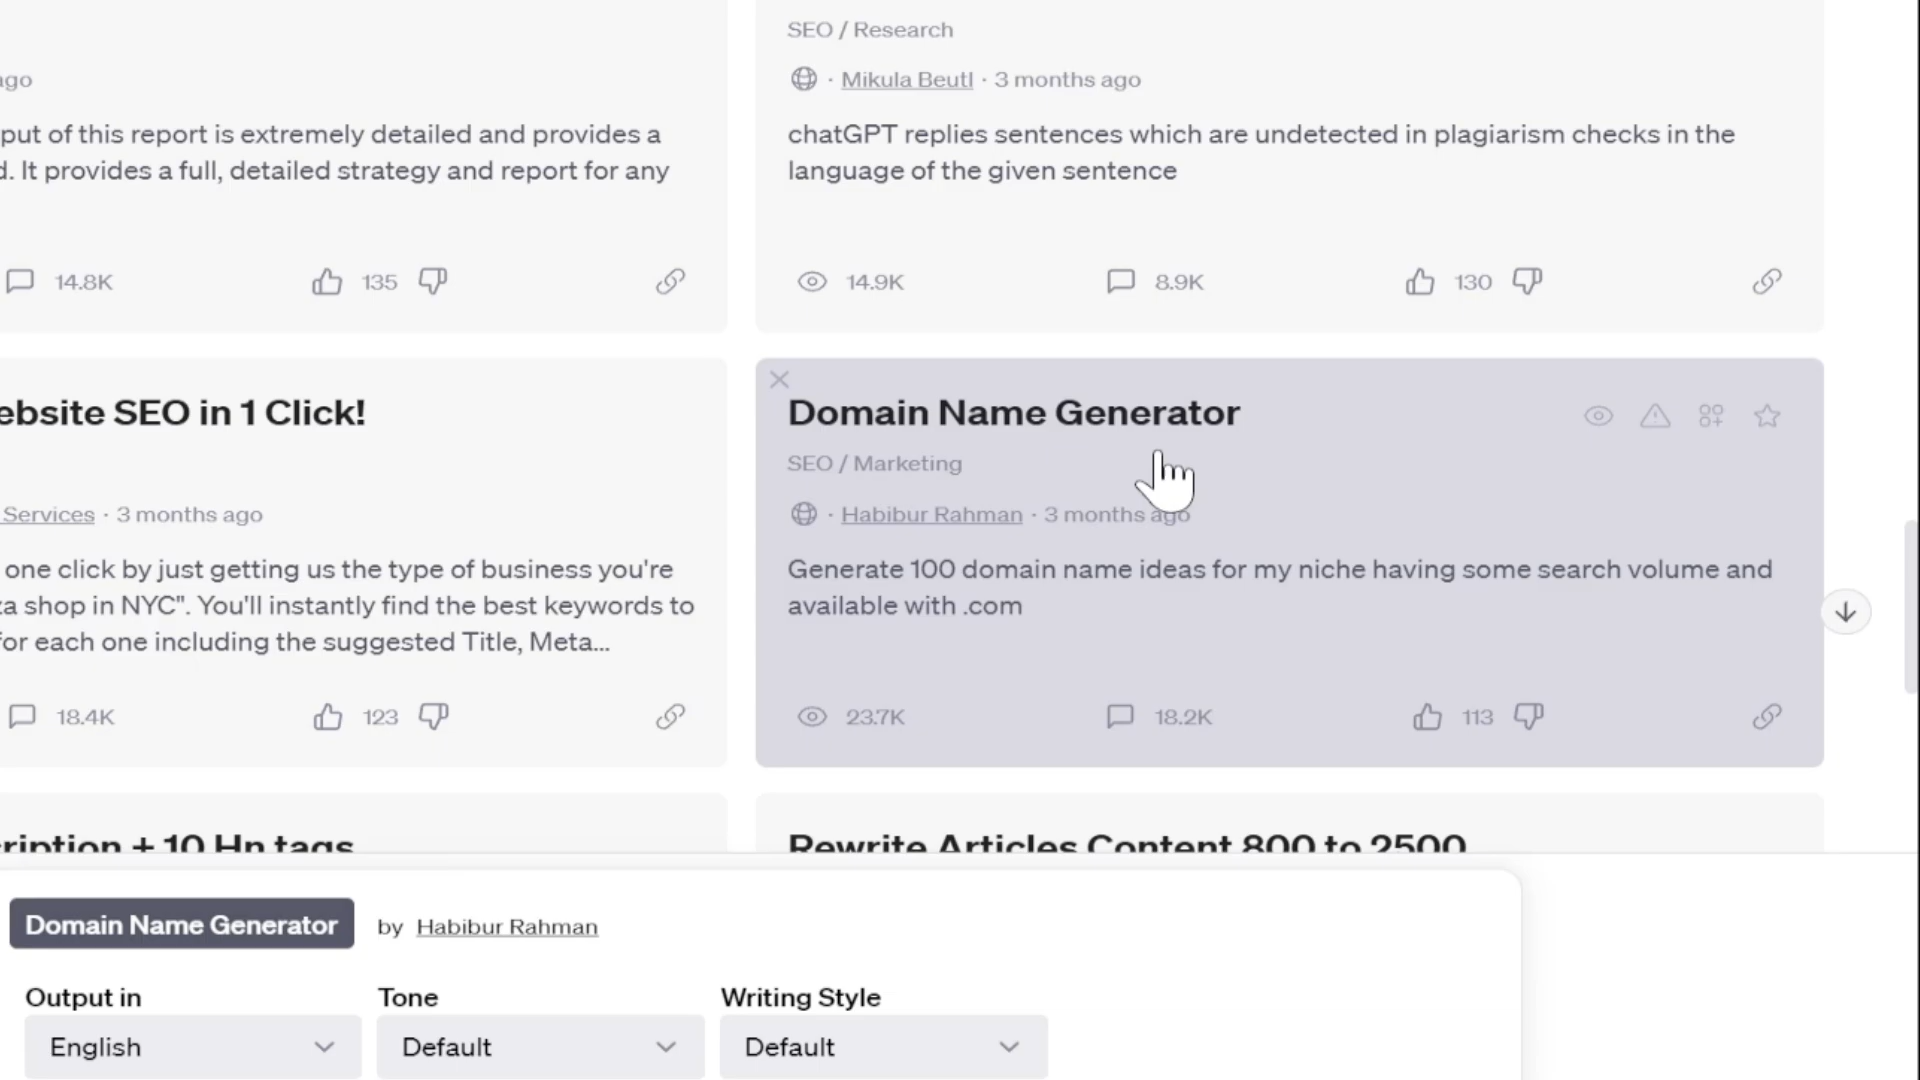 ago
put of this report is extremely detailed and provides a
d. It provides a full, detailed strategy and report for any
14.8K 135
SEO / Research
· Mikula Beutl · 3 months ago
chatGPT replies sentences which are undetected in plagiarism checks in the
language of the given sentence
14.9K 8.9K 130
ebsite SEO in 1 Click!
Services · 3 months ago
one click by just getting us the type of business you're
za shop in NYC". You'll instantly find the best keywords to
for each one including the suggested Title, Meta...
18.4K 123
Domain Name Generator
SEO / Marketing
· Habibur Rahman · 3 months ago
Generate 100 domain name ideas for my niche having some search volume and
available with .com
23.7K 18.2K 113
cription + 10 Hn tags
Rewrite Articles Content 800 to 2500
Domain Name Generator by Habibur Rahman
Output in Tone Writing Style
English Default Default